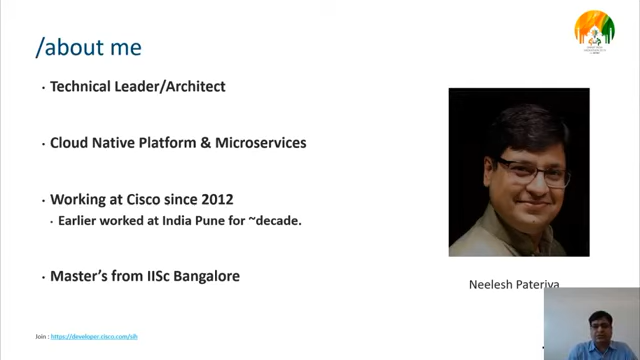 /about me
• Technical Leader/Architect
• Cloud Native Platform & Microservices
• Working at Cisco since 2012
• Earlier worked at India Pune for ~decade.
• Master's from IISc Bangalore
Neelesh Pateriya
Join : https://developer.cisco.com/sih